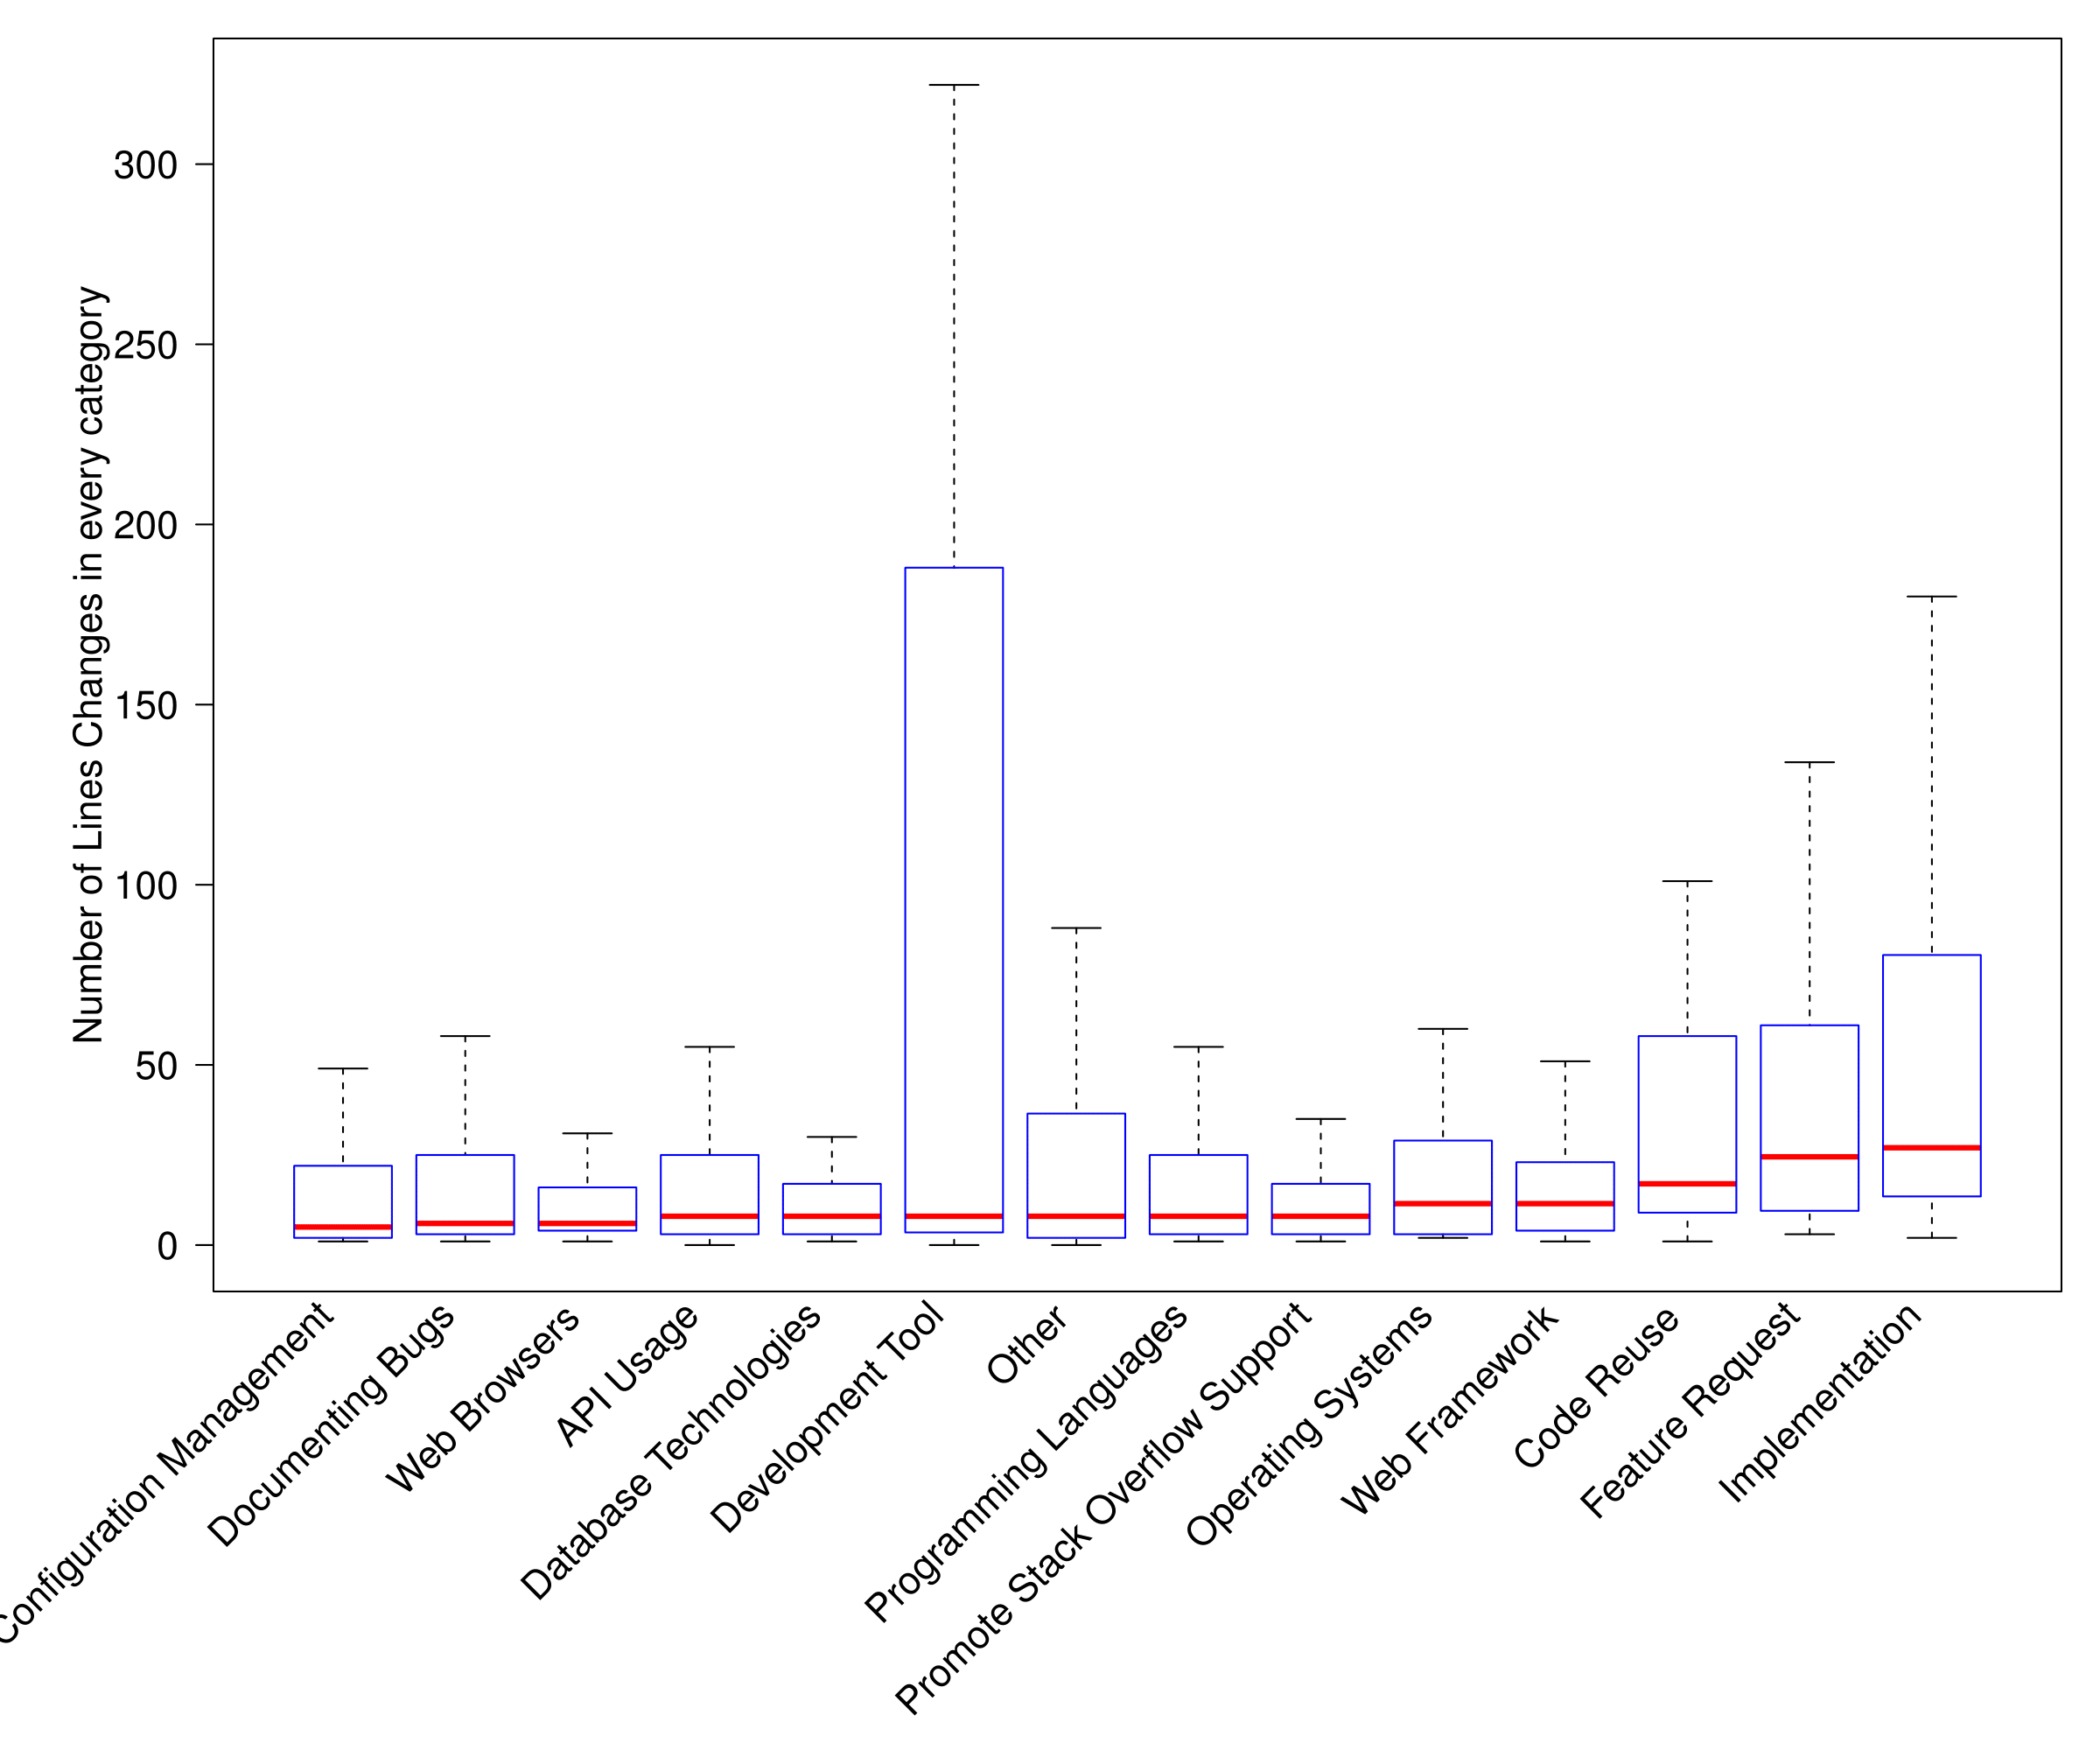 Number of Lines Changes in every category
300
250
200
150
100
50
0
Configuration Management
Documenting Bugs
Web Browsers
API Usage
Database Technologies
Development Tool
Other
Programming Languages
Promote Stack Overflow Support
Operating Systems
Web Framework
Code Reuse
Feature Request
Implementation